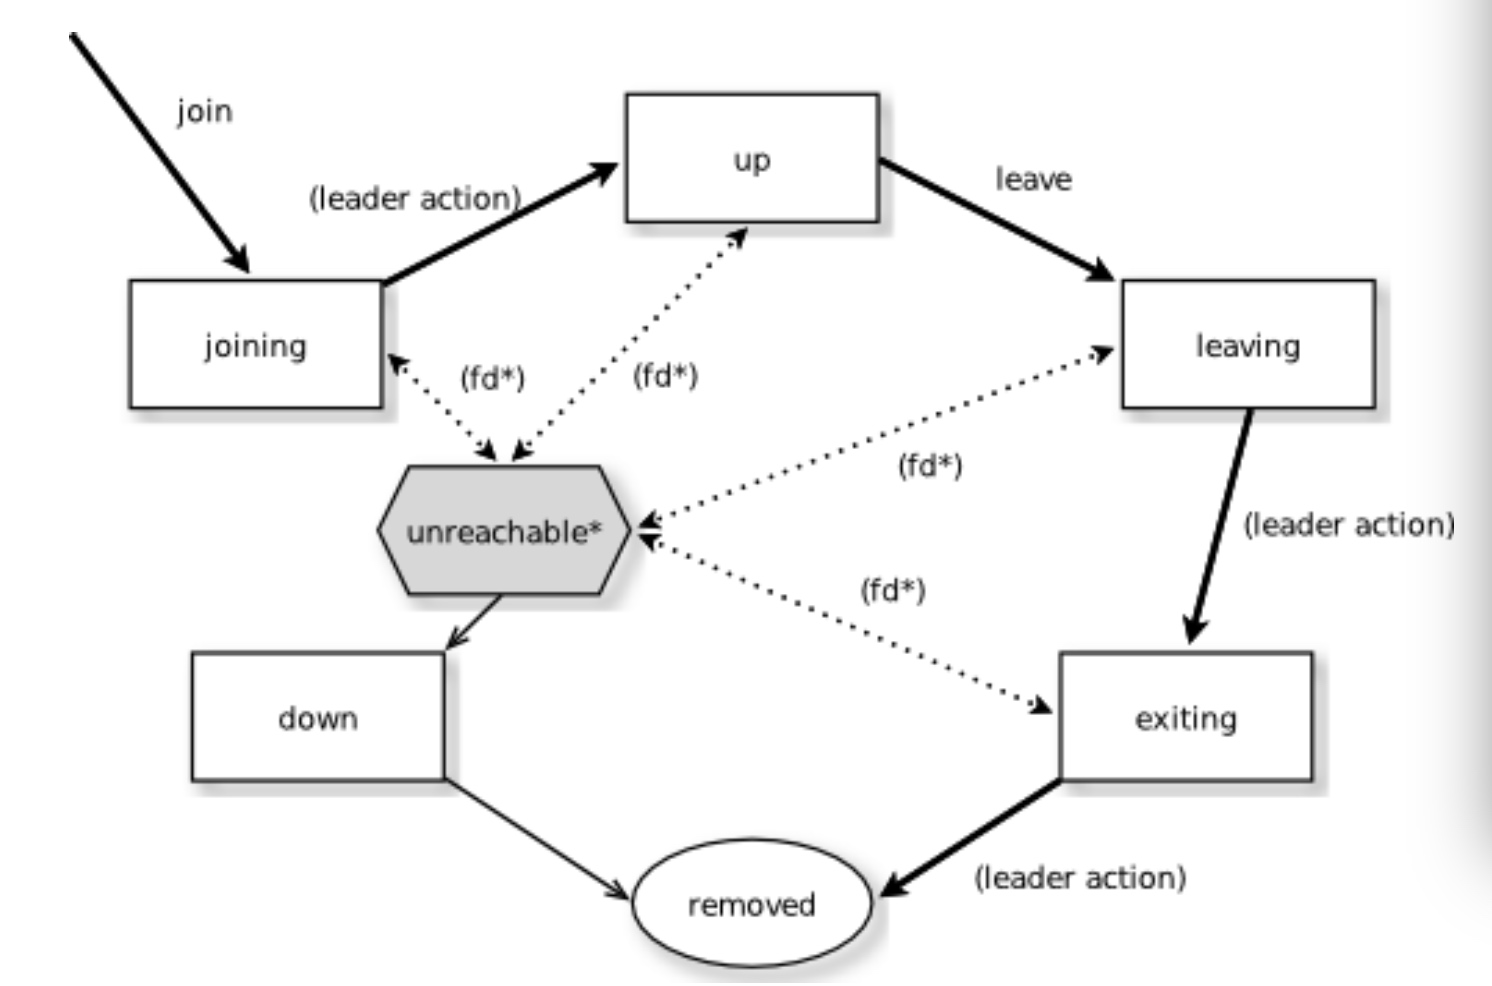 join
up
leave
(leader action)
joining
leaving
(fd*)
(fd*)
(fd*)
unreachable*
(leader action)
(fd*)
down
exiting
(leader action)
removed